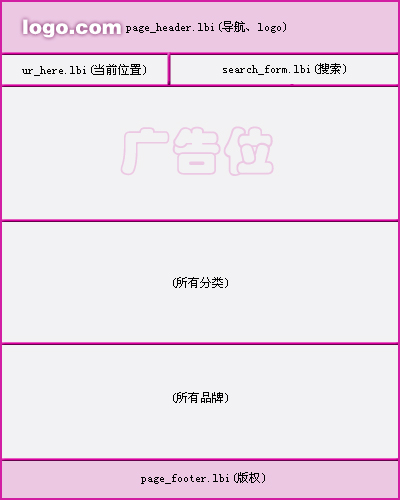 logo.com page_header.lbi(导航、logo)
ur_here.lbi(当前位置) search_form.lbi(搜索)
广告位
(所有分类)
(所有品牌)
page_footer.lbi(版权)